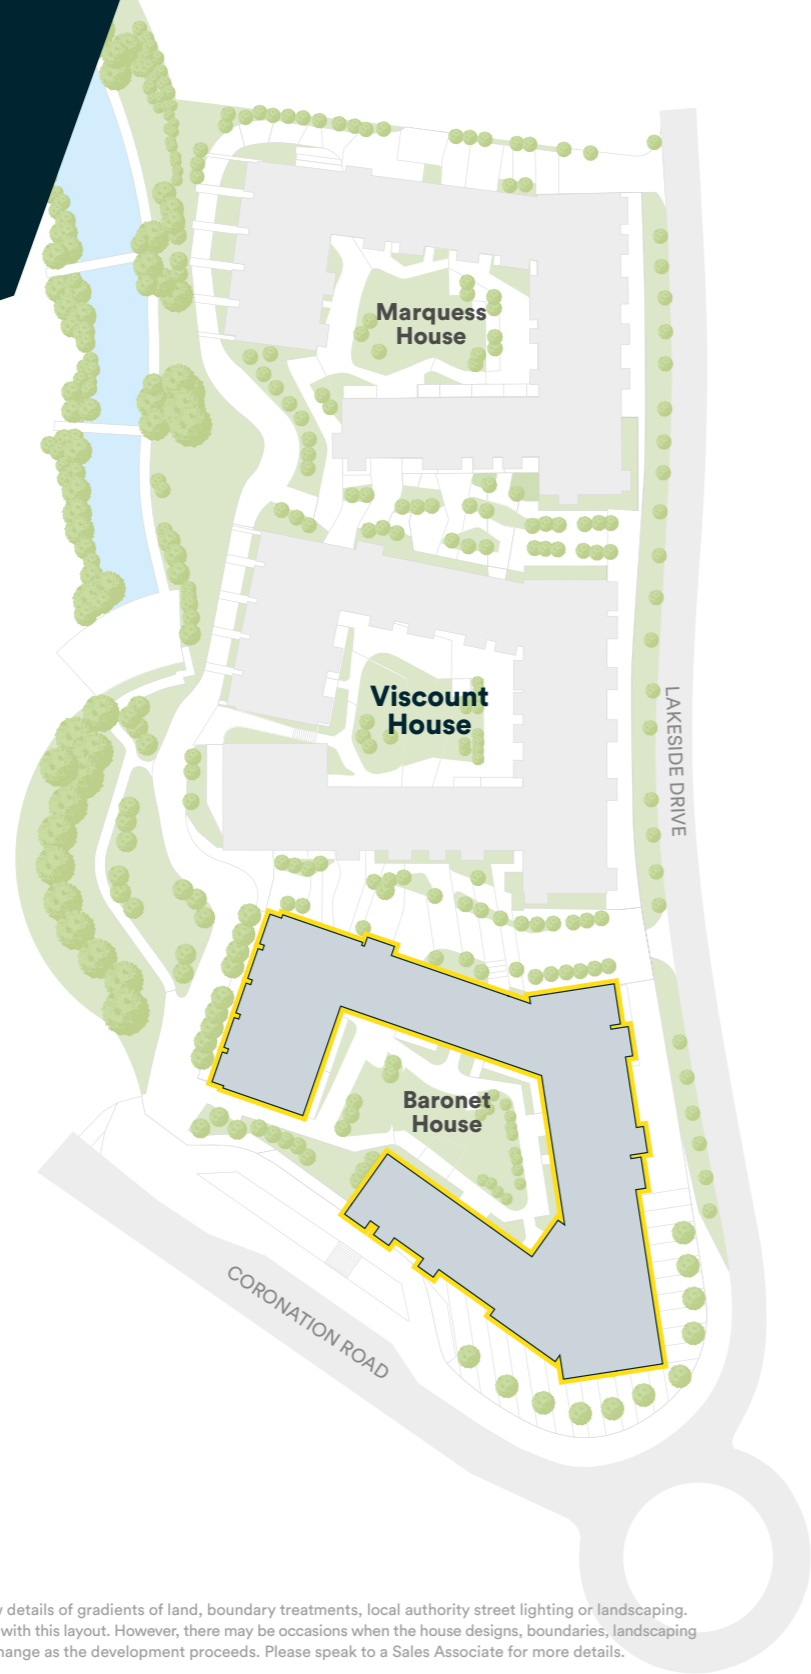 Marquess
House
Viscount
House
LAKESIDE DRIVE
Baronet
House
CORONATION ROAD
details of gradients of land, boundary treatments, local authority street lighting or landscaping.
with this layout. However, there may be occasions when the house designs, boundaries, landscaping
as the development proceeds. Please speak to a Sales Associate for more details.